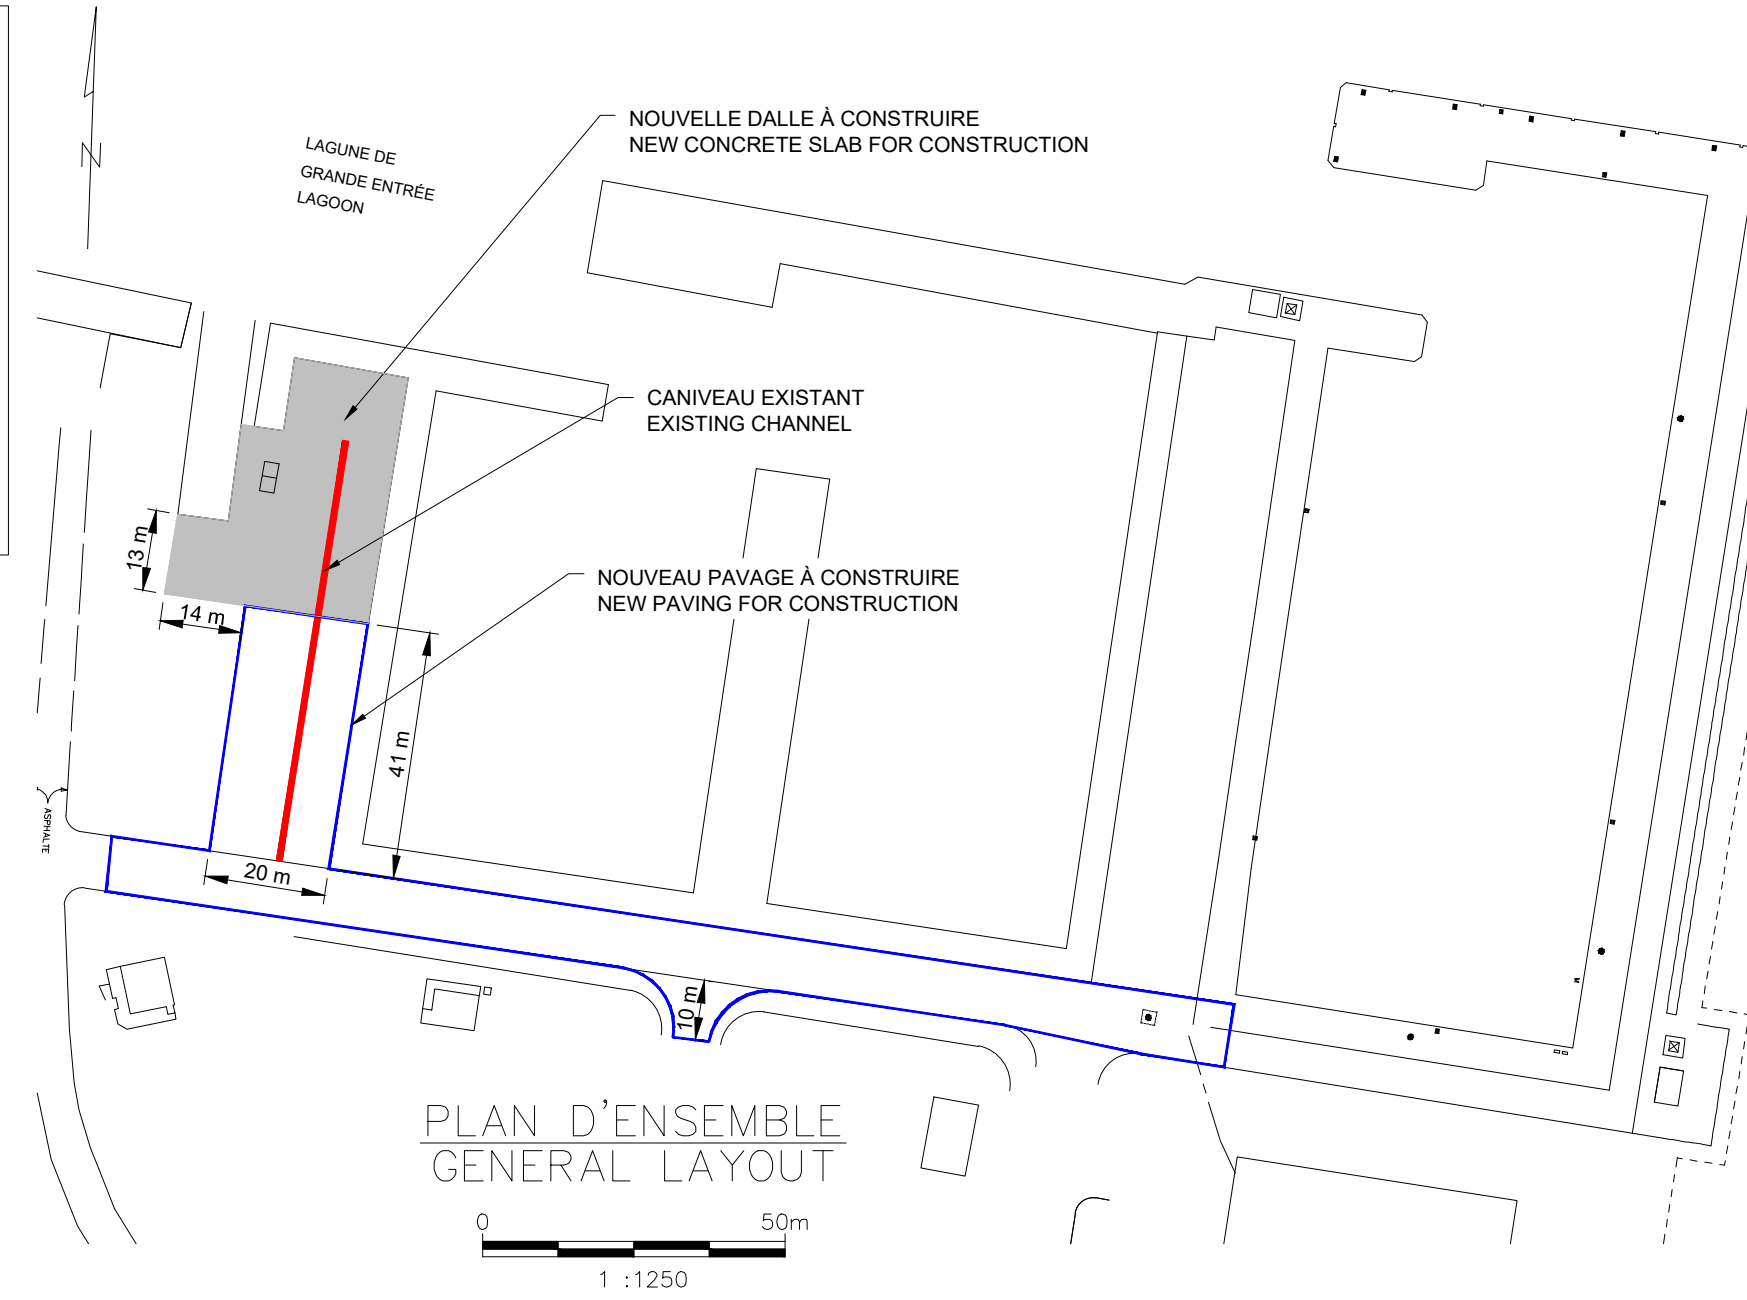 NOUVELLE DALLE À CONSTRUIRE
NEW CONCRETE SLAB FOR CONSTRUCTION
N
LAGUNE DE
GRANDE ENTRÉE
LAGOON
CANIVEAU EXISTANT
EXISTING CHANNEL
13 m
NOUVEAU PAVAGE À CONSTRUIRE
NEW PAVING FOR CONSTRUCTION
14 m
41 m
ASPHALTE
20 m
10 m
PLAN D'ENSEMBLE
GENERAL LAYOUT
0 50m
1 :1250